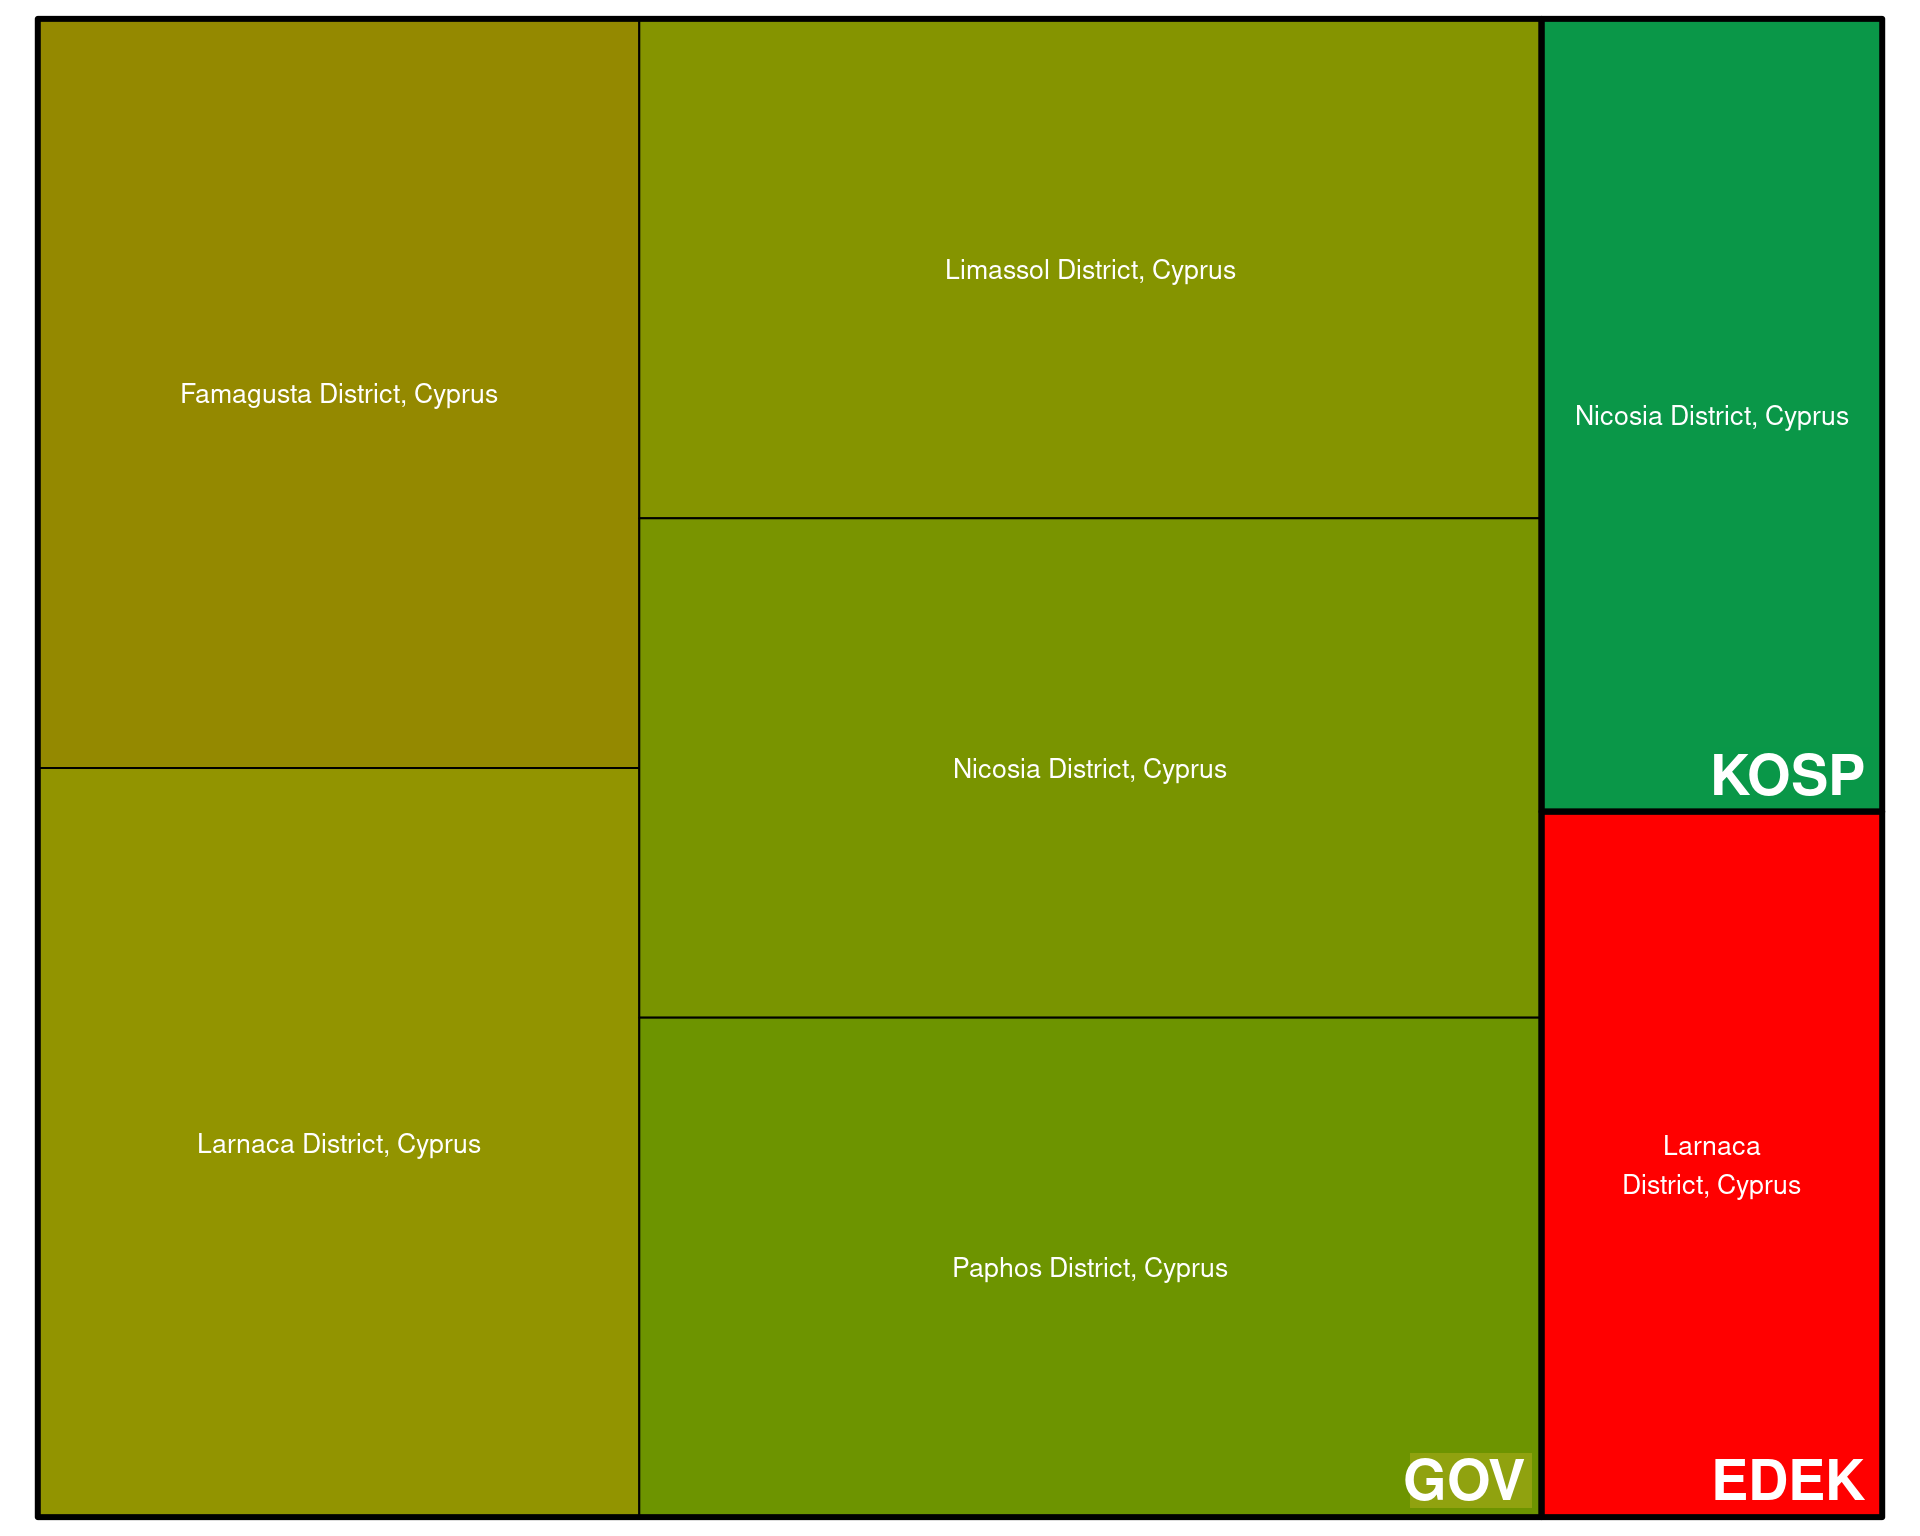 Famagusta District, Cyprus
Larnaca District, Cyprus
Limassol District, Cyprus
Nicosia District, Cyprus
Paphos District, Cyprus
GOV
Nicosia District, Cyprus
KOSP
Larnaca
District, Cyprus
EDEK